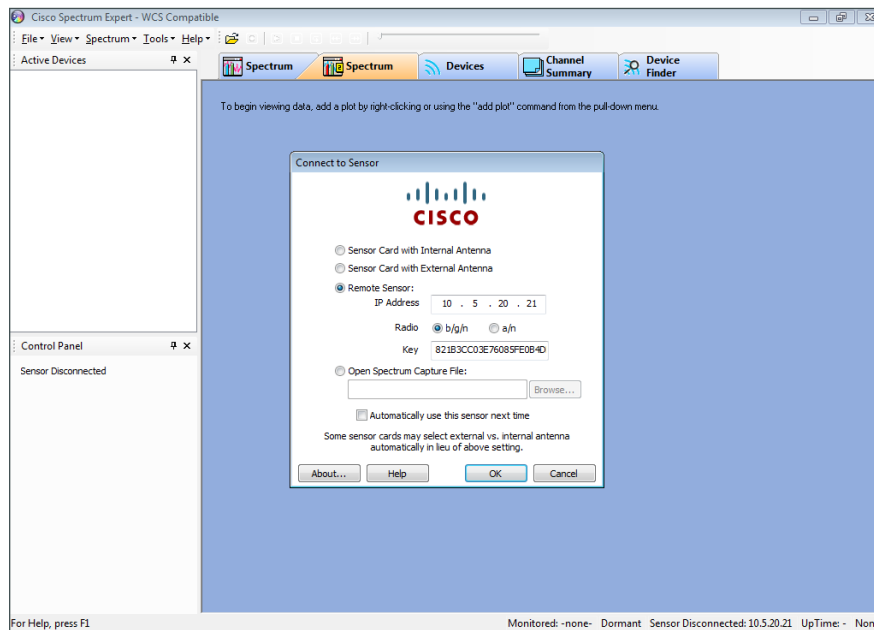 Cisco Spectrum Expert - WCS Compatible
File View Spectrum Tools Help
Active Devices
Spectrum
Spectrum
Devices
Channel Summary
Device Finder
To begin viewing data, add a plot by right-clicking or using the "add plot" command from the pull-down menu.
Connect to Sensor
CISCO
Sensor Card with Internal Antenna
Sensor Card with External Antenna
Remote Sensor:
IP Address 10 . 5 . 20 . 21
Radio b/g/n a/n
Key 821B3CC03E76085FE0B4D
Open Spectrum Capture File:
Browse...
Automatically use this sensor next time
Some sensor cards may select external vs. internal antenna
automatically in lieu of above setting.
About... Help OK Cancel
Control Panel
Sensor Disconnected
For Help, press F1
Monitored: -none- Dormant Sensor Disconnected: 10.5.20.21 UpTime: - Non